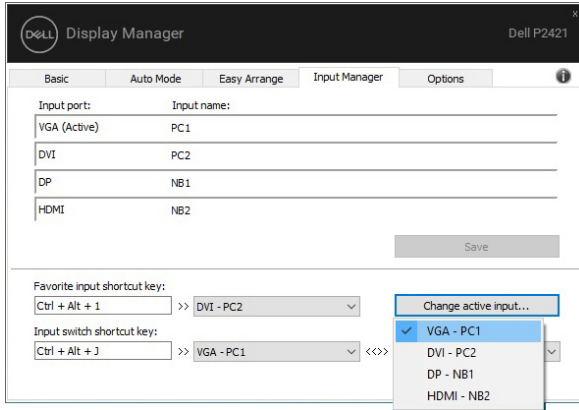 DELL Display Manager Dell P2421
Basic Auto Mode Easy Arrange Input Manager Options
Input port: Input name:
VGA (Active) PC1
DVI PC2
DP NB1
HDMI NB2
Save
Favorite input shortcut key:
Ctrl + Alt + 1 >> DVI - PC2 Change active input...
Input switch shortcut key:
Ctrl + Alt + J >> VGA - PC1 <<>>
VGA - PC1
DVI - PC2
DP - NB1
HDMI - NB2